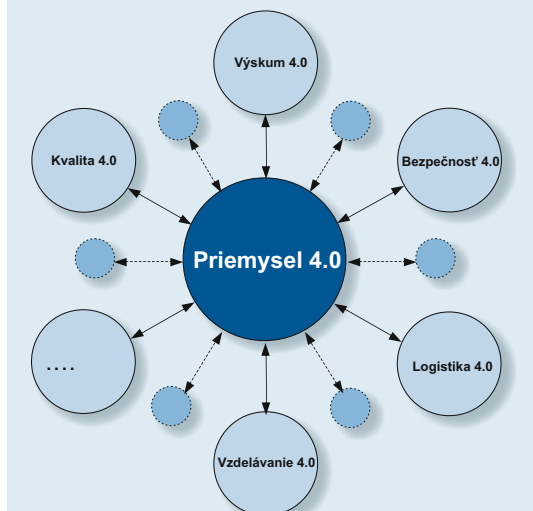 Výskum 4.0
Kvalita 4.0
Bezpečnosť 4.0
Priemysel 4.0
....
Logistika 4.0
Vzdelávanie 4.0